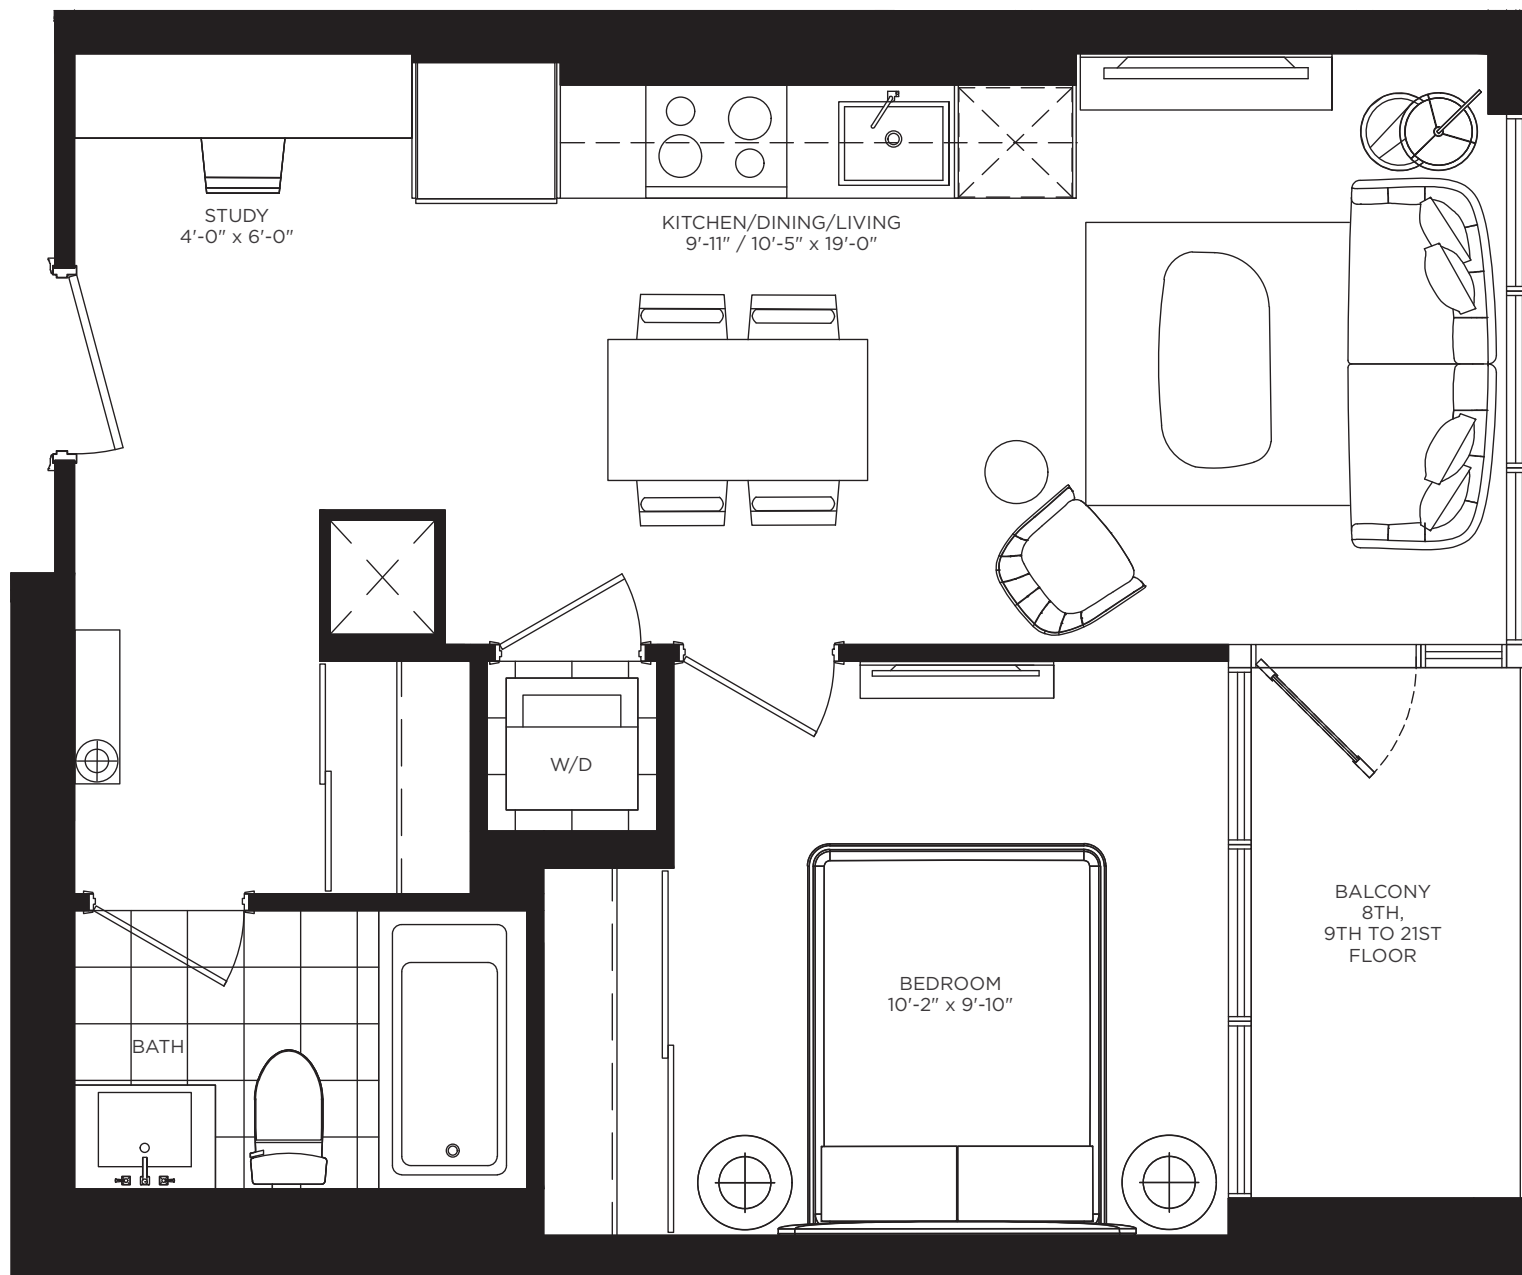 STUDY
4'-0" x 6'-0"
KITCHEN/DINING/LIVING
9'-11" / 10'-5" x 19'-0"
W/D
BALCONY
8TH,
9TH TO 21ST
FLOOR
BEDROOM
10'-2" x 9'-10"
BATH